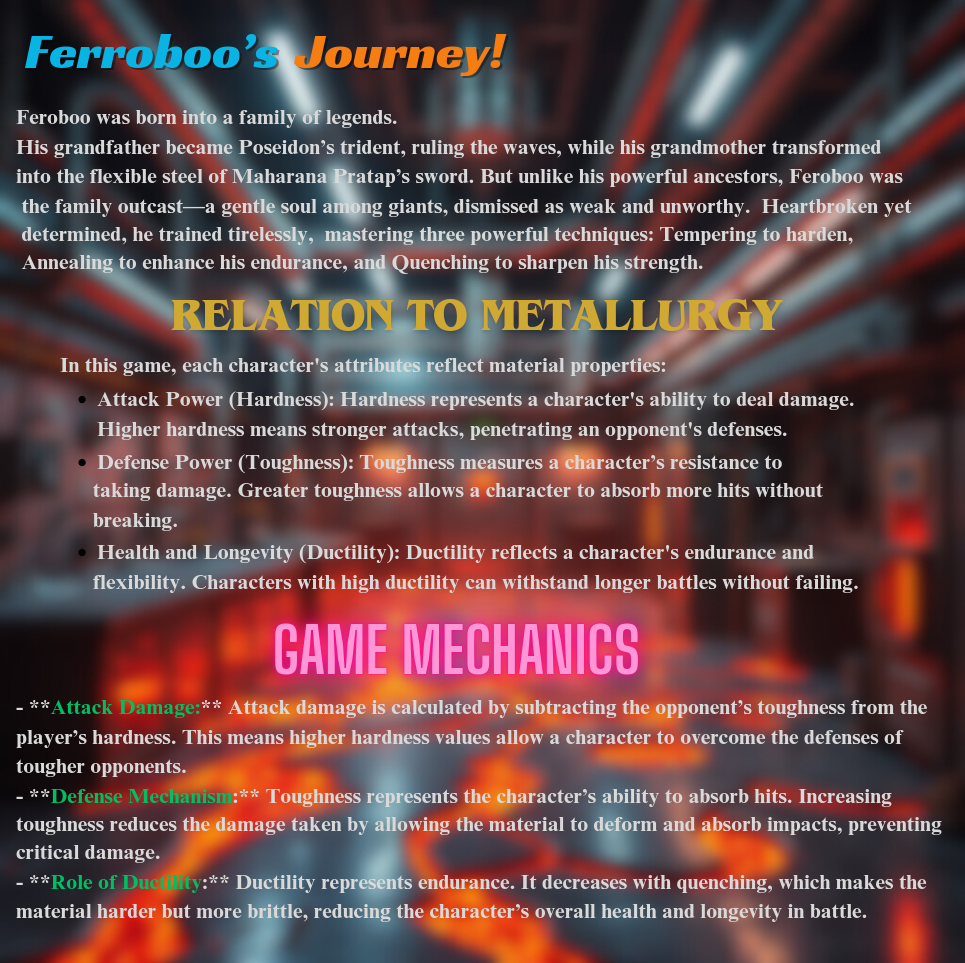 Ferroboo's Journey!
Feroboo was born into a family of legends.
His grandfather became Poseidon's trident, ruling the waves, while his grandmother transformed
into the flexible steel of Maharana Pratap's sword. But unlike his powerful ancestors, Feroboo was
the family outcast—a gentle soul among giants, dismissed as weak and unworthy. Heartbroken yet
determined, he trained tirelessly, mastering three powerful techniques: Tempering to harden,
Annealing to enhance his endurance, and Quenching to sharpen his strength.
RELATION TO METALLURGY
In this game, each character's attributes reflect material properties:
• Attack Power (Hardness): Hardness represents a character's ability to deal damage.
Higher hardness means stronger attacks, penetrating an opponent's defenses.
• Defense Power (Toughness): Toughness measures a character's resistance to
taking damage. Greater toughness allows a character to absorb more hits without
breaking.
• Health and Longevity (Ductility): Ductility reflects a character's endurance and
flexibility. Characters with high ductility can withstand longer battles without failing.
GAME MECHANICS
- **Attack Damage:** Attack damage is calculated by subtracting the opponent's toughness from the
player's hardness. This means higher hardness values allow a character to overcome the defenses of
tougher opponents.
- **Defense Mechanism:** Toughness represents the character's ability to absorb hits. Increasing
toughness reduces the damage taken by allowing the material to deform and absorb impacts, preventing
critical damage.
- **Role of Ductility:** Ductility represents endurance. It decreases with quenching, which makes the
material harder but more brittle, reducing the character's overall health and longevity in battle.